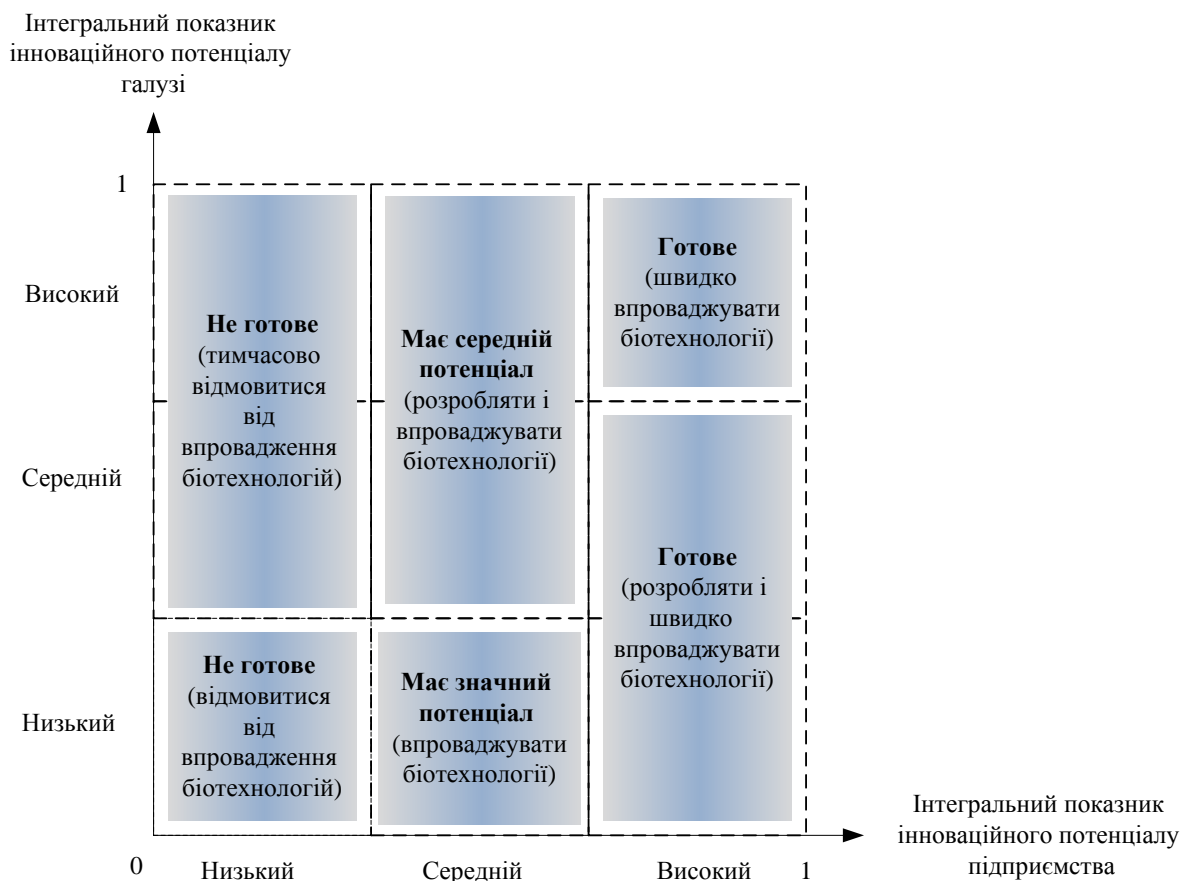 Інтегральний показник
інноваційного потенціалу
галузі
1
Високий
Середній
Низький
Не готове
(тимчасово
відмовитися
від
впровадження
біотехнологій)
Має середній
потенціал
(розробляти і
впроваджувати
біотехнології)
Готове
(швидко
впроваджувати
біотехнології)
Готове
(розробляти і
швидко
впроваджувати
біотехнології)
Не готове
(відмовитися
від
впровадження
біотехнологій)
Має значний
потенціал
(впроваджувати
біотехнології)
0
Низький
Середній
Високий
1
Інтегральний показник
інноваційного потенціалу
підприємства